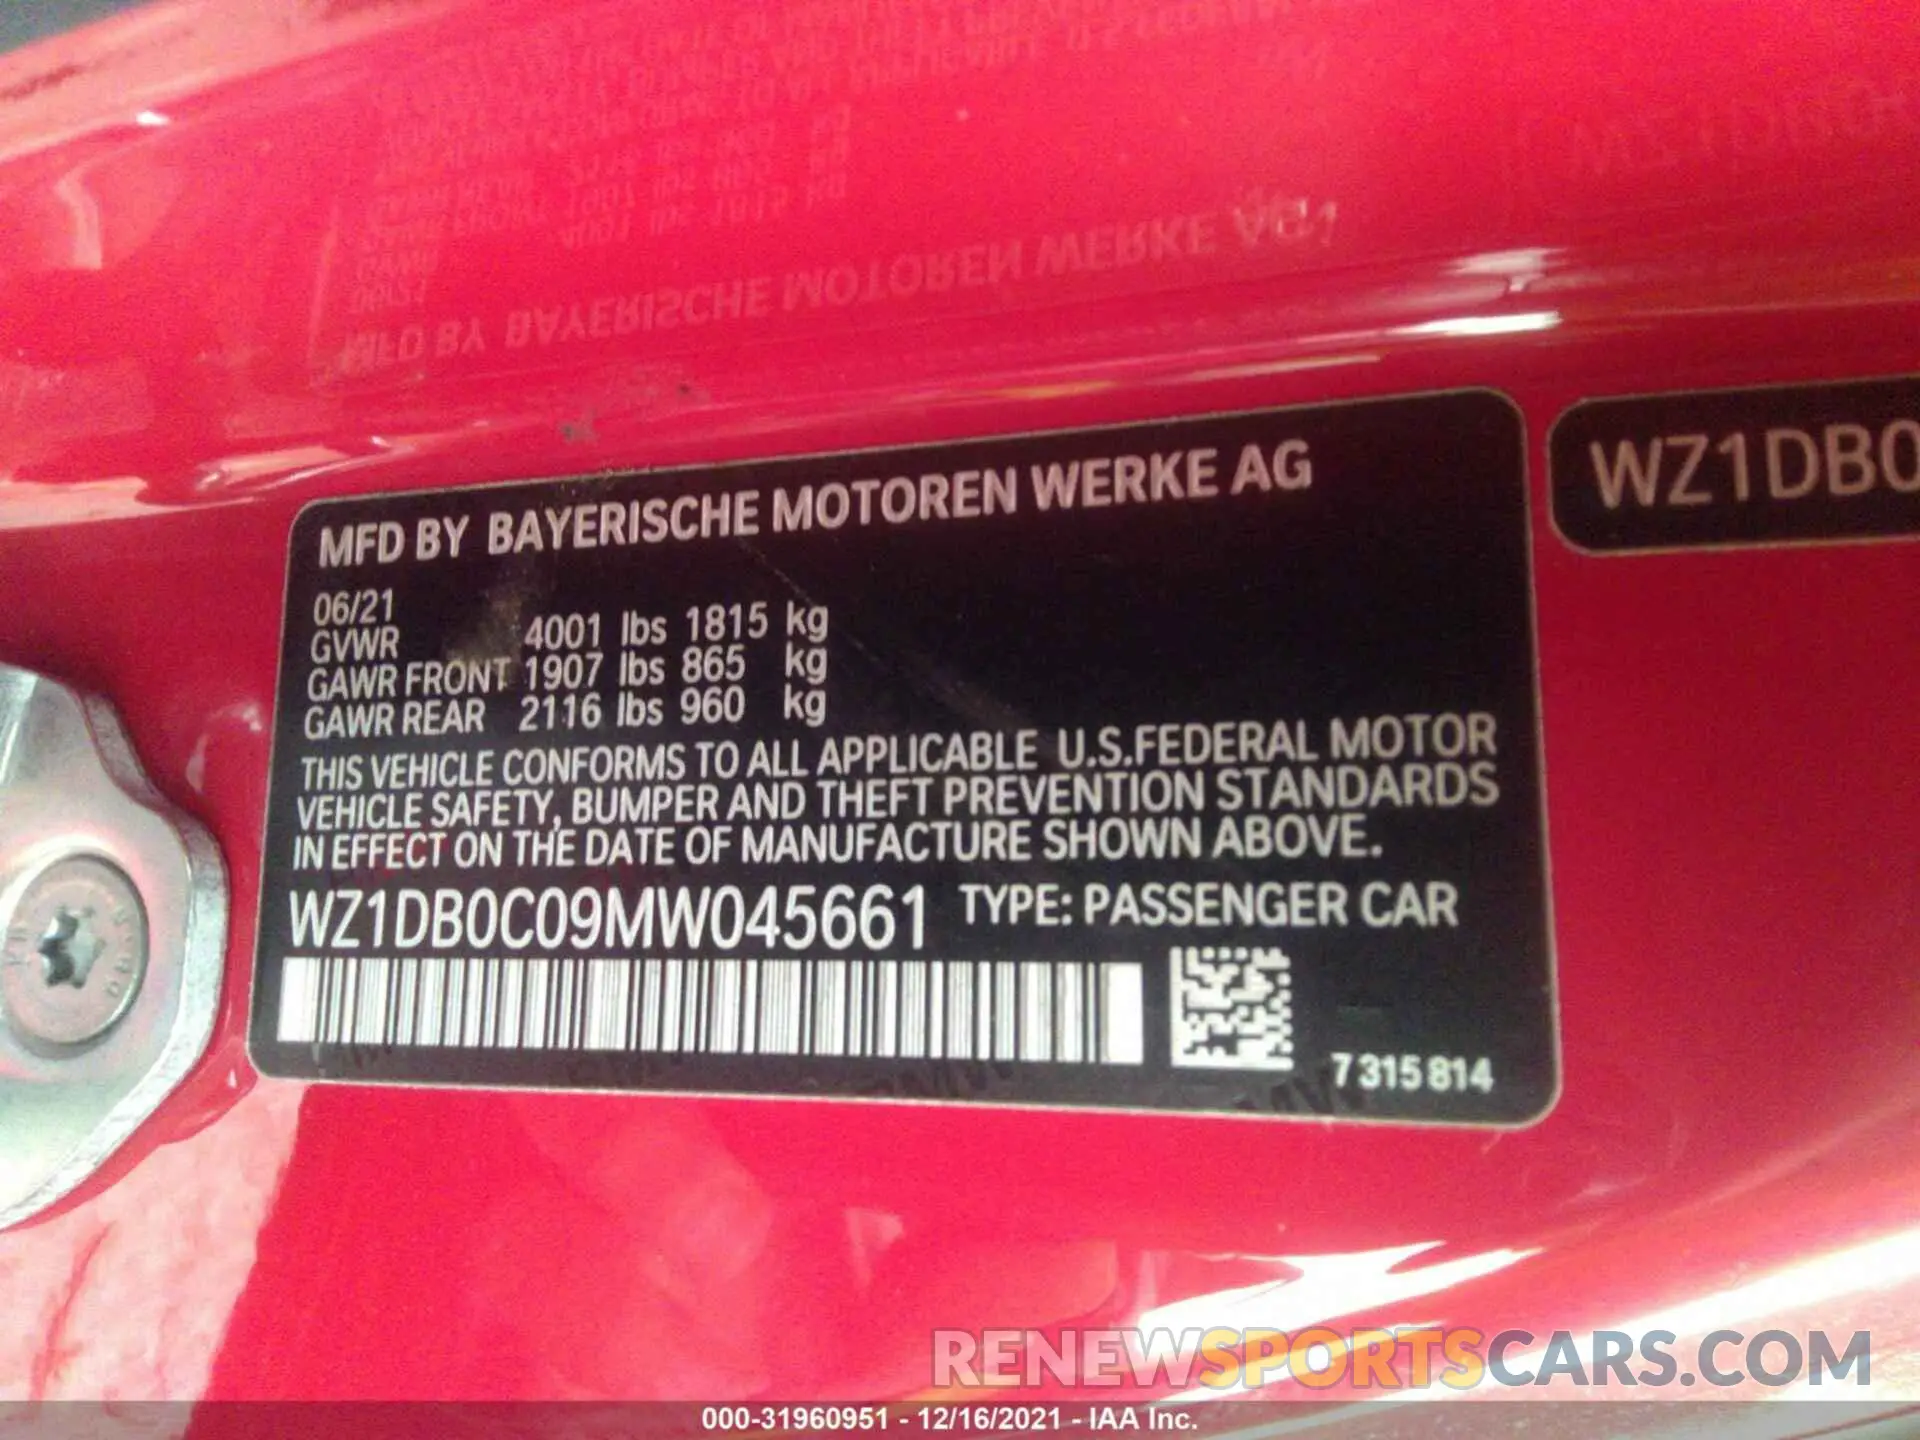 MFD BY BAYERISCHE MOTOREN WERKE AG
WZ1DB0
06/21
GVWR 4001 lbs 1815 kg
GAWR FRONT 1907 lbs 865 kg
GAWR REAR 2116 lbs 960 kg
THIS VEHICLE CONFORMS TO ALL APPLICABLE U.S.FEDERAL MOTOR
VEHICLE SAFETY, BUMPER AND THEFT PREVENTION STANDARDS
IN EFFECT ON THE DATE OF MANUFACTURE SHOWN ABOVE.
WZ1DB0C09MW045661 TYPE: PASSENGER CAR
7 315 814
RENEWSPORTSCARS.COM
000-31960951 - 12/16/2021 - IAA Inc.